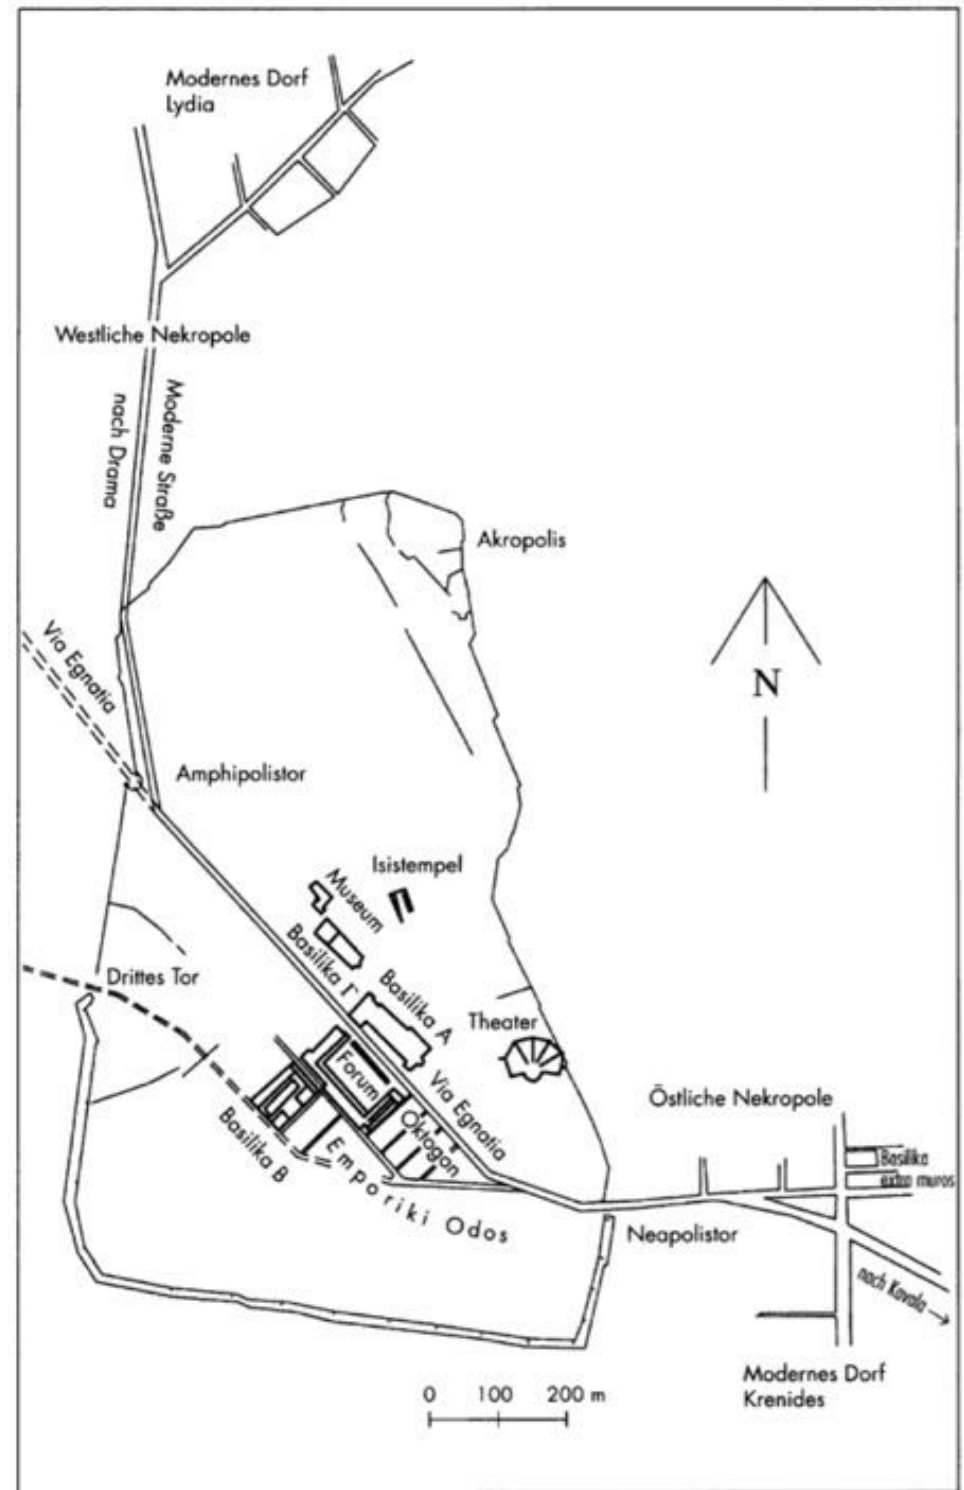 Modernes Dorf
Lydia
Westliche Nekropole
Moderne Straße
nach Drama
Akropolis
Via Egnatia
N
Amphipolistor
Isistempel
Museum
Basilika Γ
Basilika A
Drittes Tor
Theater
Forum
Via Egnatia
Oktogon
Östliche Nekropole
Basilika
extra muros
Basilika B
Emporiki Odos
Neapolistor
nach Kavala
Modernes Dorf
Krenides
0 100 200 m